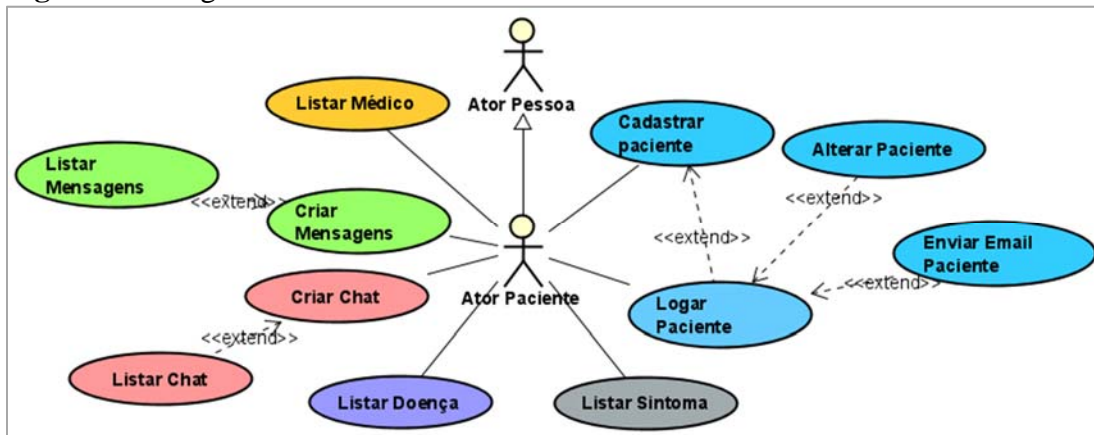 Ator Pessoa
Listar Médico
Cadastrar
paciente
Alterar Paciente
Listar
Mensagens
<<extend>>
<<extend>>
Criar
Mensagens
<<extend>>
Enviar Email
Paciente
<<extend>>
Criar Chat
Ator Paciente
Logar
Paciente
<<extend>>
Listar Chat
Listar Doença
Listar Sintoma